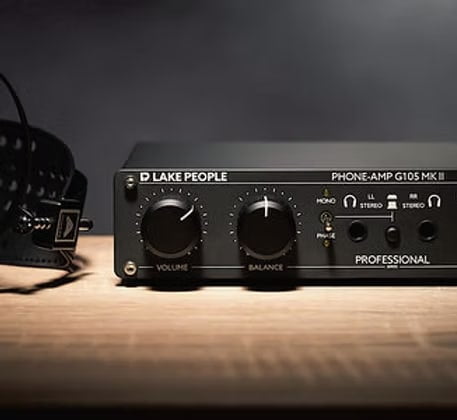 LAKE PEOPLE
PHONE-AMP G105 MK II
MONO
LL
STEREO
RR
STEREO
PHASE
VOLUME
BALANCE
PROFESSIONAL